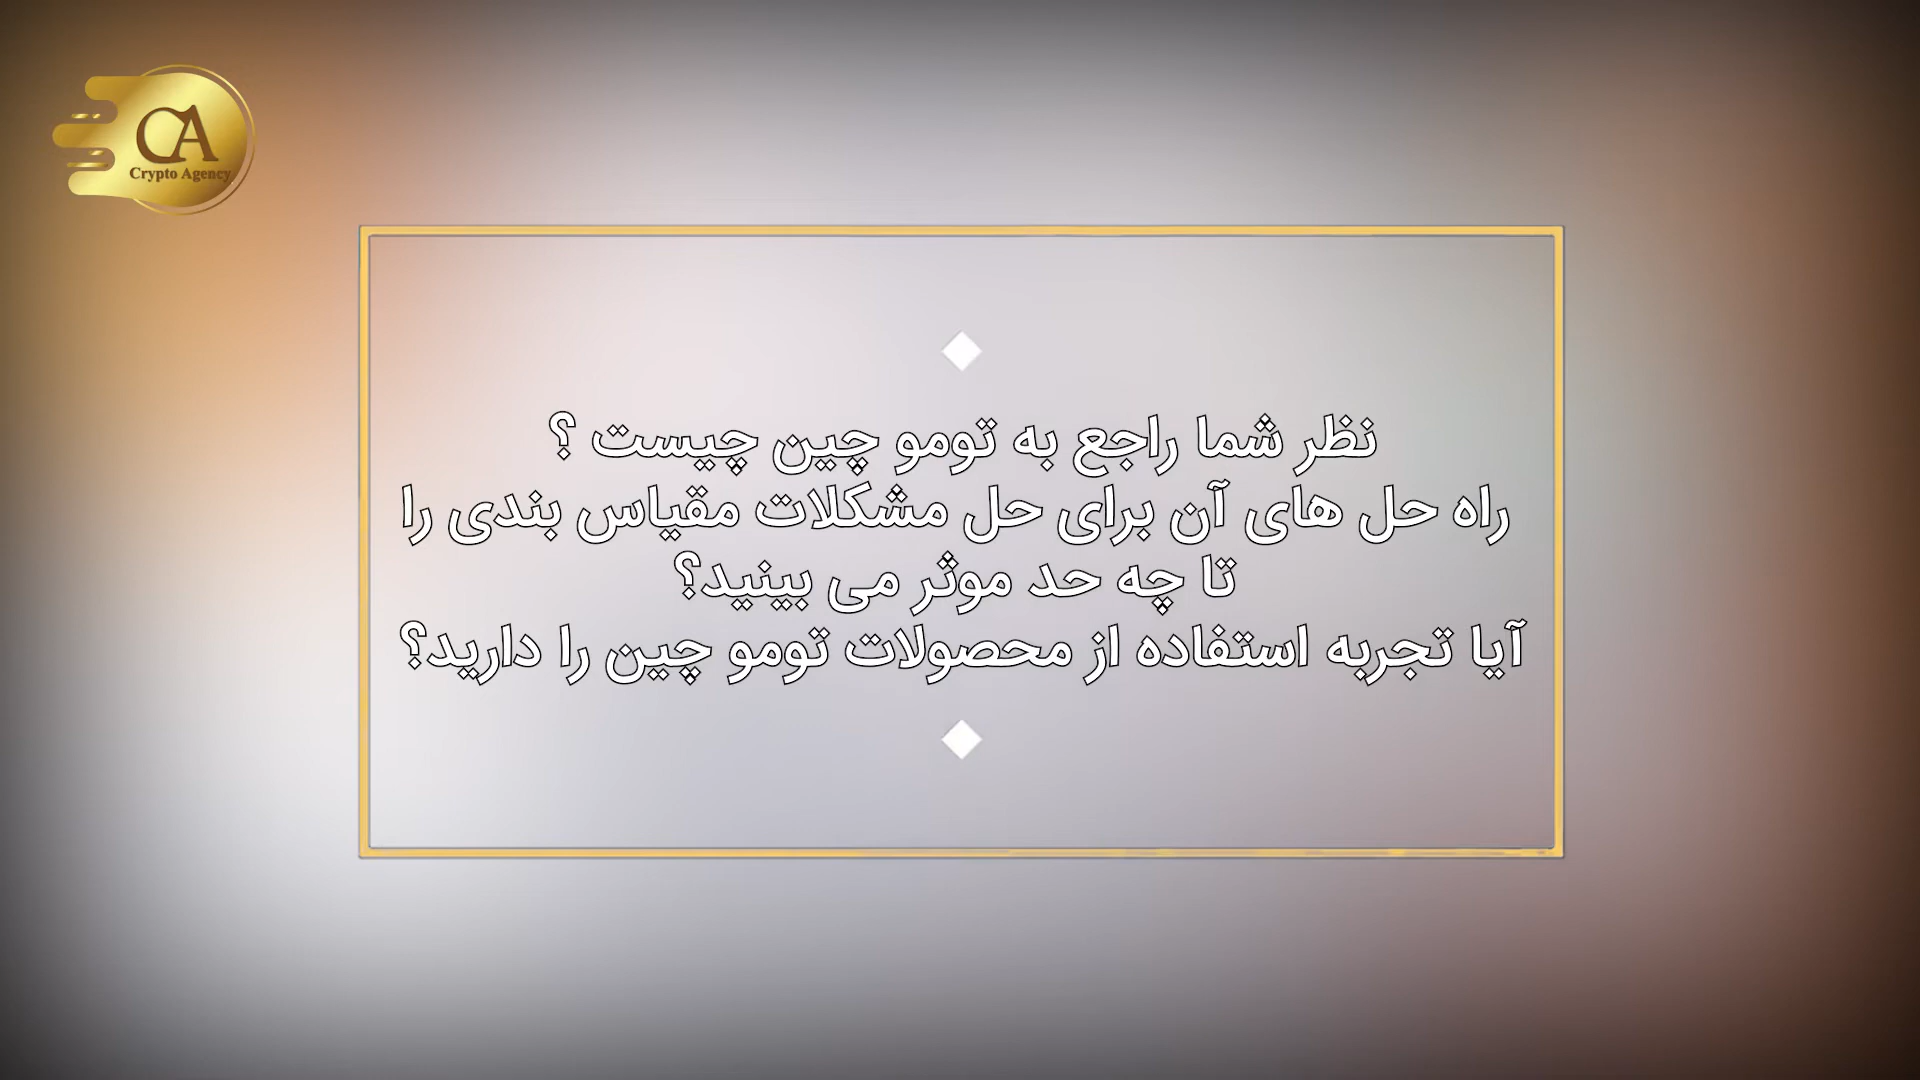 CA
Crypto Agency
نظر شما راجع به تومو چین چیست ؟
راه حل های آن برای حل مشکلات مقیاس بندی را
تا چه حد موثر می بینید؟
آیا تجربه استفاده از محصولات تومو چین را دارید؟